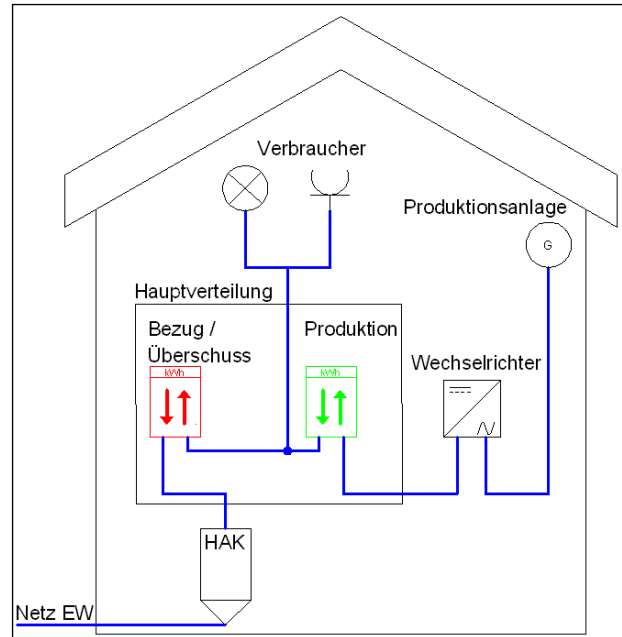 Verbraucher
Produktionsanlage
G
Hauptverteilung
Bezug /
Überschuss
Produktion
kWh
kWh
Wechselrichter
HAK
Netz EW